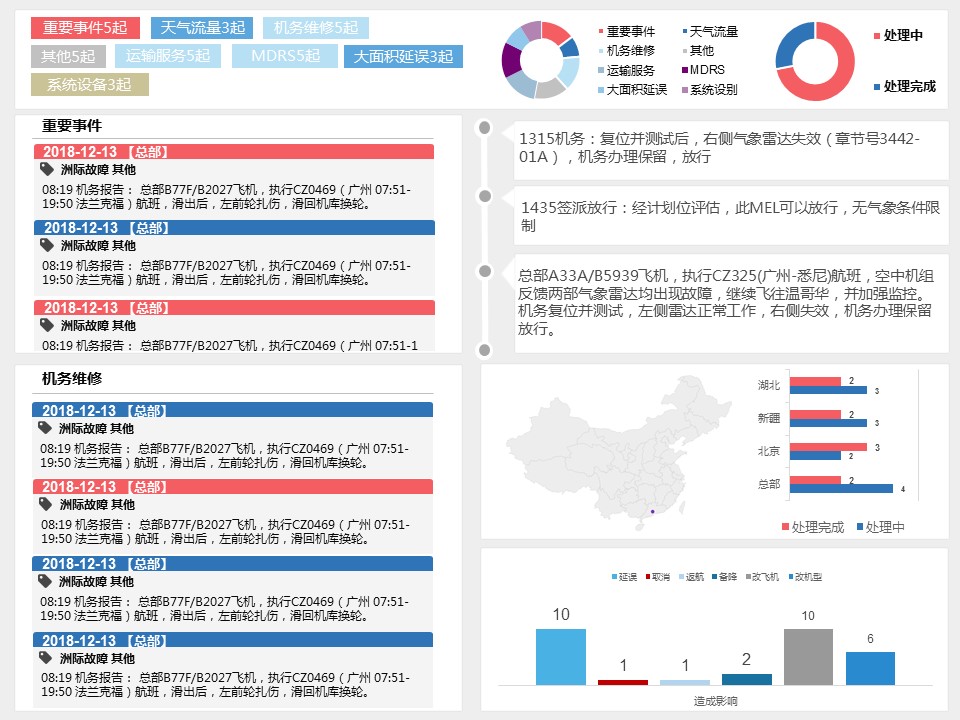 重要事件5起
天气流量3起
机务维修5起
其他5起
运输服务5起
MDRS5起
大面积延误3起
系统设备3起
重要事件
天气流量
机务维修
其他
运输服务
MDRS
大面积延误
系统设别
处理中
处理完成
重要事件
2018-12-13 【总部】
洲际故障 其他
08:19 机务报告： 总部B77F/B2027飞机，执行CZ0469（广州 07:51-
19:50 法兰克福）航班，滑出后，左前轮扎伤，滑回机库换轮。
2018-12-13 【总部】
洲际故障 其他
08:19 机务报告： 总部B77F/B2027飞机，执行CZ0469（广州 07:51-
19:50 法兰克福）航班，滑出后，左前轮扎伤，滑回机库换轮。
2018-12-13 【总部】
洲际故障 其他
08:19 机务报告： 总部B77F/B2027飞机，执行CZ0469（广州 07:51-1
1315机务：复位并测试后，右侧气象雷达失效（章节号3442-
01A），机务办理保留，放行
1435签派放行：经计划位评估，此MEL可以放行，无气象条件限
制
总部A33A/B5939飞机，执行CZ325(广州-悉尼)航班，空中机组
反馈两部气象雷达均出现故障，继续飞往温哥华，并加强监控。
机务复位并测试，左侧雷达正常工作，右侧失效，机务办理保留
放行。
机务维修
2018-12-13 【总部】
洲际故障 其他
08:19 机务报告： 总部B77F/B2027飞机，执行CZ0469（广州 07:51-
19:50 法兰克福）航班，滑出后，左前轮扎伤，滑回机库换轮。
2018-12-13 【总部】
洲际故障 其他
08:19 机务报告： 总部B77F/B2027飞机，执行CZ0469（广州 07:51-
19:50 法兰克福）航班，滑出后，左前轮扎伤，滑回机库换轮。
2018-12-13 【总部】
洲际故障 其他
08:19 机务报告： 总部B77F/B2027飞机，执行CZ0469（广州 07:51-
19:50 法兰克福）航班，滑出后，左前轮扎伤，滑回机库换轮。
2018-12-13 【总部】
洲际故障 其他
08:19 机务报告： 总部B77F/B2027飞机，执行CZ0469（广州 07:51-
19:50 法兰克福）航班，滑出后，左前轮扎伤，滑回机库换轮。
湖北
2
3
新疆
2
3
北京
3
2
总部
2
4
处理完成
处理中
延误
取消
返航
备降
改飞机
改机型
10
1
1
2
10
6
造成影响